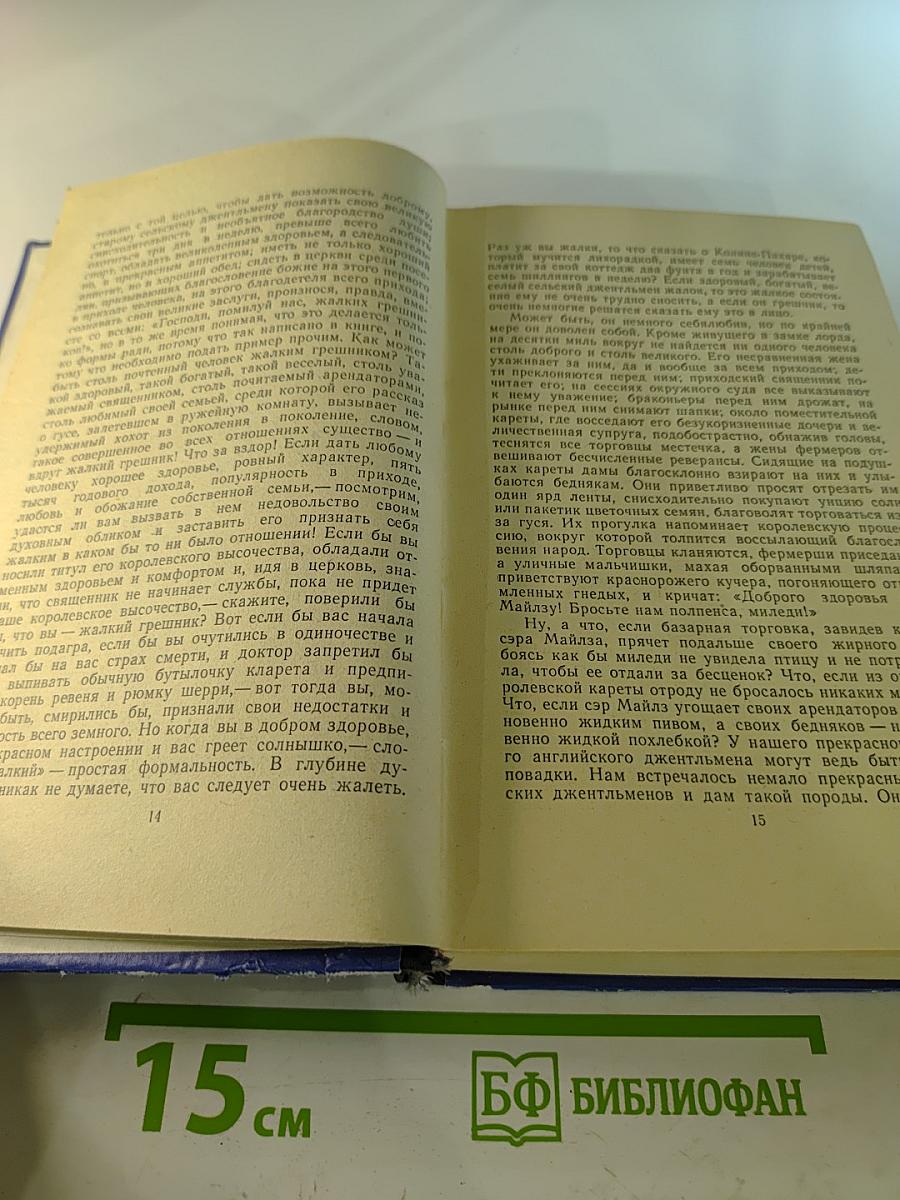 только с той целью, чтобы дать возможность доброму,
старому сельскому джентльмену показать свою великую
снисходительность и необъятное благородство души;
охотиться три дня в неделю, превыше всего любить
спорт, обладать великолепным здоровьем, а следователь-
но, и прекрасным аппетитом; иметь не только хороший
аппетит, но и хороший обед; сидеть в церкви среди посе-
лян, призывающих благословение божие на этого первого
в приходе человека, на этого благодетеля всего прихода;
сознавать свои великие заслуги, произнося, правда, вме-
сте со всеми: «Господи, помилуй нас, жалких грешни-
ков!», но в то же время понимая, что это делается толь-
ко формы ради, потому что так написано в книге, и по-
тому что необходимо подать пример прочим. Как может
быть столь почтенный человек жалким грешником? Та-
кой здоровый, такой богатый, такой веселый, столь ува-
жаемый священником, столь почитаемый арендаторами,
столь любимый своей семьей, среди которой его рассказ
о гусе, залетевшем в ружейную комнату, вызывает не-
удержимый хохот из поколения в поколение, словом,
такое совершенное во всех отношениях существо — и
вдруг жалкий грешник! Что за вздор! Если дать любому
человеку хорошее здоровье, ровный характер, пять
тысяч годового дохода, популярность в приходе,
любовь и обожание собственной семьи,— посмотрим,
удастся ли вам вызвать в нем недовольство своим
духовным обликом и заставить его признать себя
жалким в каком бы то ни было отношении! Если бы вы
носили титул его королевского высочества, обладали от-
менным здоровьем и комфортом и, идя в церковь, зна-
и, что священник не начинает службы, пока не придет
аше королевское высочество,— скажите, поверили бы
, что вы — жалкий грешник? Вот если бы вас начала
чить подагра, если бы вы очутились в одиночестве и
ал бы на вас страх смерти, и доктор запретил бы
выпивать обычную бутылочку кларета и предпи-
корень ревеня и рюмку шерри,— вот тогда вы, мо-
быть, смирились бы, признали свои недостатки и
ость всего земного. Но когда вы в добром здоровье,
красном настроении и вас греет солнышко,— сло-
алкий» — простая формальность. В глубине ду-
никак не думаете, что вас следует очень жалеть.
14
Раз уж вы жалки, то что сказать о Колине-Пахаре, ко-
торый мучится лихорадкой, имеет семь человек детей,
платит за свой коттедж два фунта в год и зарабатывает
семь шиллингов в неделю? Если здоровый, богатый, ве-
селый сельский джентльмен жалок, то это жалкое состоя-
ние ему не очень трудно сносить, а если он грешник, то
очень немногие решатся сказать ему это в лицо.
Может быть, он немного себялюбив, но по крайней
мере он доволен собой. Кроме живущего в замке лорда,
на десятки миль вокруг не найдется ни одного человека
столь доброго и столь великого. Его несравненная жена
ухаживает за ним, да и вообще за всем приходом; де-
ти преклоняются перед ним; приходский священник по-
читает его; на сессиях окружного суда все выказывают
к нему уважение; браконьеры перед ним дрожат, на
рынке перед ним снимают шапки; около поместительной
кареты, где восседают его безукоризненные дочери и ве-
личественная супруга, подобострастно, обнажив головы,
теснятся все торговцы местечка, а жены фермеров от-
вешивают бесчисленные реверансы. Сидящие на подуш-
ках кареты дамы благосклонно взирают на них и улы-
баются беднякам. Они приветливо просят отрезать им
один ярд ленты, снисходительно покупают унцию соли
или пакетик цветочных семян, благоволят торговаться из-
за гуся. Их прогулка напоминает королевскую проце
сию, вокруг которой толпится воссылающий благосл
вения народ. Торговцы кланяются, фермерши приседаю
а уличные мальчишки, махая оборванными шляпа
приветствуют краснорожего кучера, погоняющего отк
мленных гнедых, и кричат: «Доброго здоровья
Майлзу! Бросьте нам полпенса, миледи!»
Ну, а что, если базарная торговка, завидев к
сэра Майлза, прячет подальше своего жирного
боясь как бы миледи не увидела птицу и не потр
ла, чтобы ее отдали за бесценок? Что, если из о
ролевской кареты отроду не бросалось никаких м
Что, если сэр Майлз угощает своих арендаторов
новенно жидким пивом, а своих бедняков — н
венно жидкой похлебкой? У нашего прекрасно
го английского джентльмена могут ведь быт
повадки. Нам встречалось немало прекрасны
ских джентльменов и дам такой породы. Он
15
15 см
БФ БИБЛИОФАН